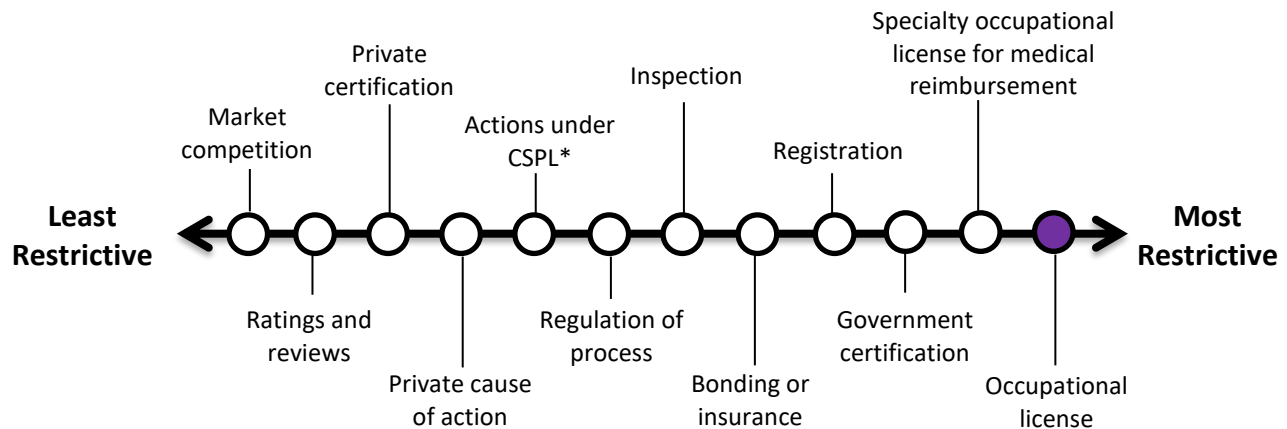 Least
Restrictive
Market
competition
Ratings and
reviews
Private
certification
Private cause
of action
Actions under
CSPL*
Regulation of
process
Inspection
Bonding or
insurance
Registration
Government
certification
Specialty occupational
license for medical
reimbursement
Occupational
license
Most
Restrictive